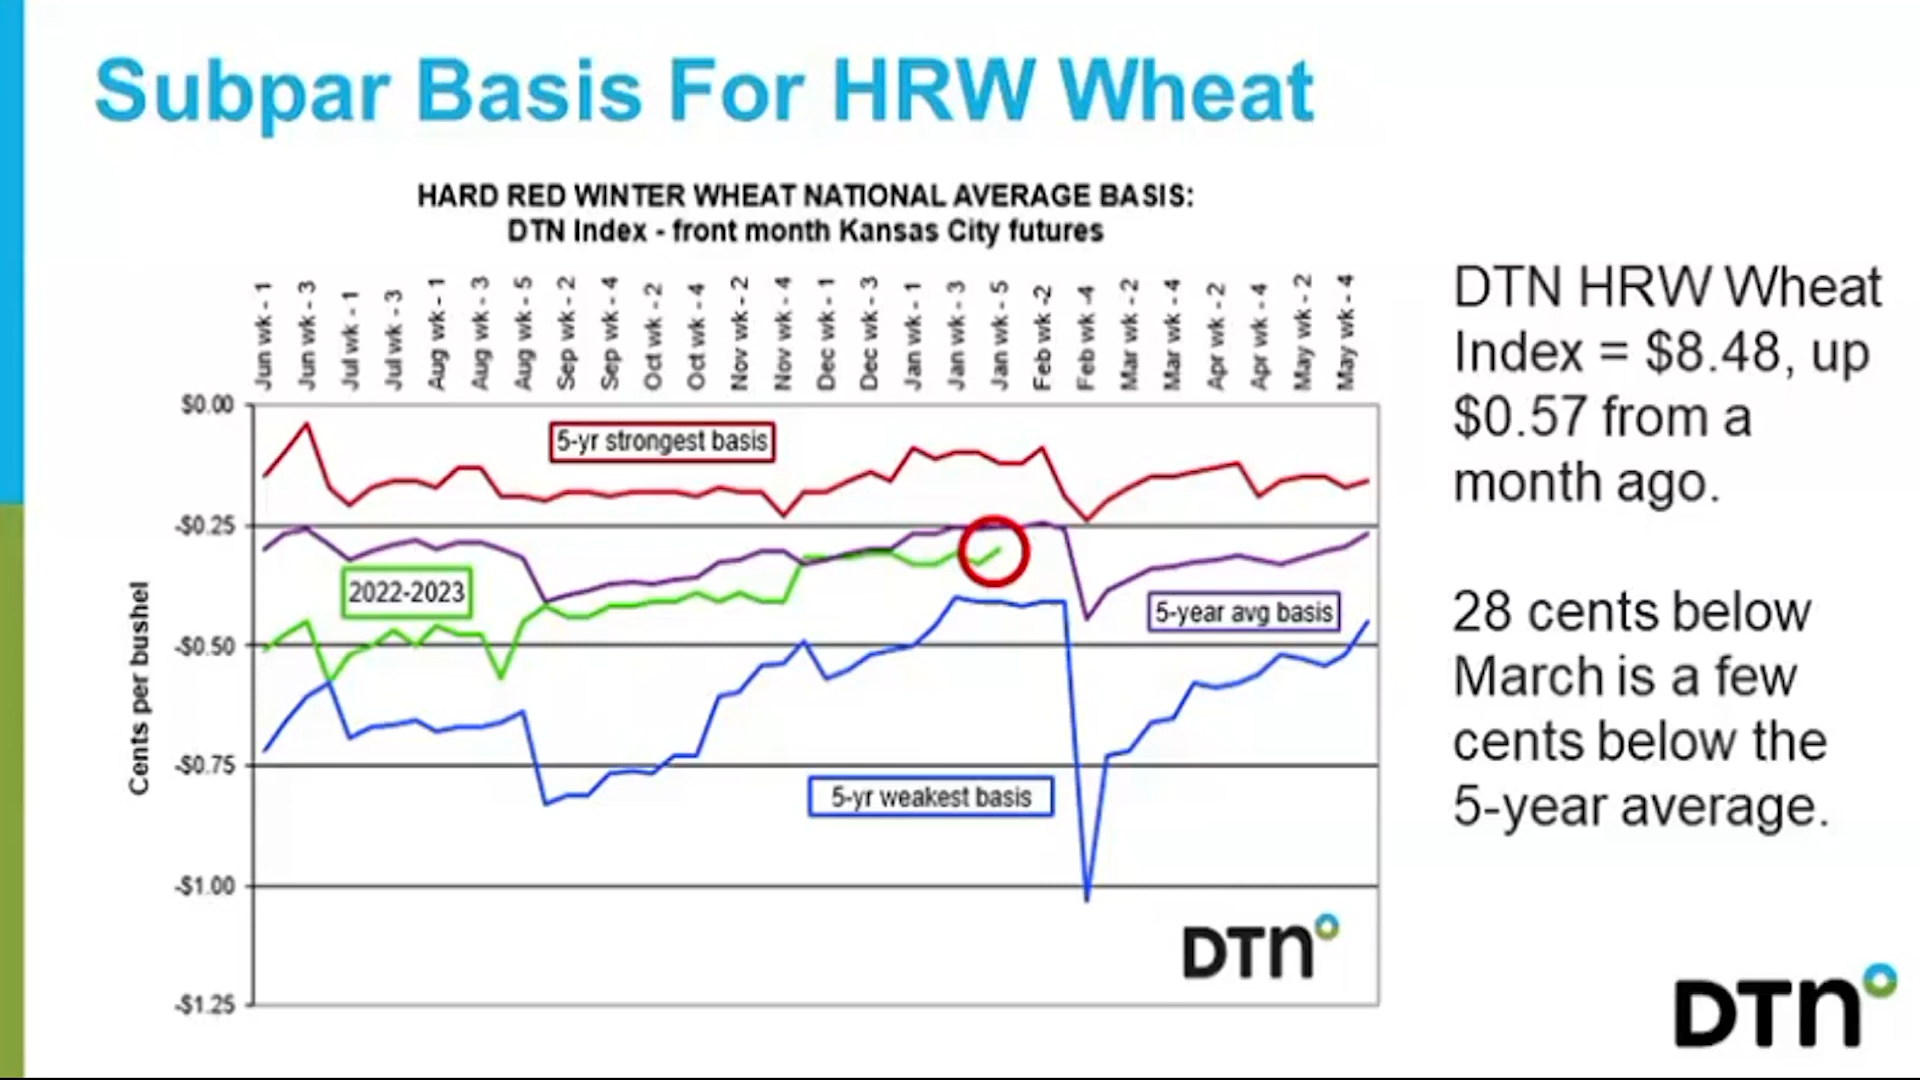 Subpar Basis For HRW Wheat
HARD RED WINTER WHEAT NATIONAL AVERAGE BASIS:
DTN Index - front month Kansas City futures
Jun wk - 1
Jun wk - 3
Jul wk - 1
Jul wk - 3
Aug wk - 1
Aug wk - 3
Aug wk - 5
Sep wk - 2
Sep wk - 4
Oct wk - 2
Oct wk - 4
Nov wk - 2
Nov wk - 4
Dec wk - 1
Dec wk - 3
Jan wk - 1
Jan wk - 3
Jan wk - 5
Feb wk -2
Feb wk -4
Mar wk - 2
Mar wk - 4
Apr wk - 2
Apr wk - 4
May wk - 2
May wk - 4
$0.00
-$0.25
-$0.50
-$0.75
-$1.00
-$1.25
Cents per bushel
5-yr strongest basis
2022-2023
5-year avg basis
5-yr weakest basis
DTN
DTN HRW Wheat
Index = $8.48, up
$0.57 from a
month ago.
28 cents below
March is a few
cents below the
5-year average.
DTN